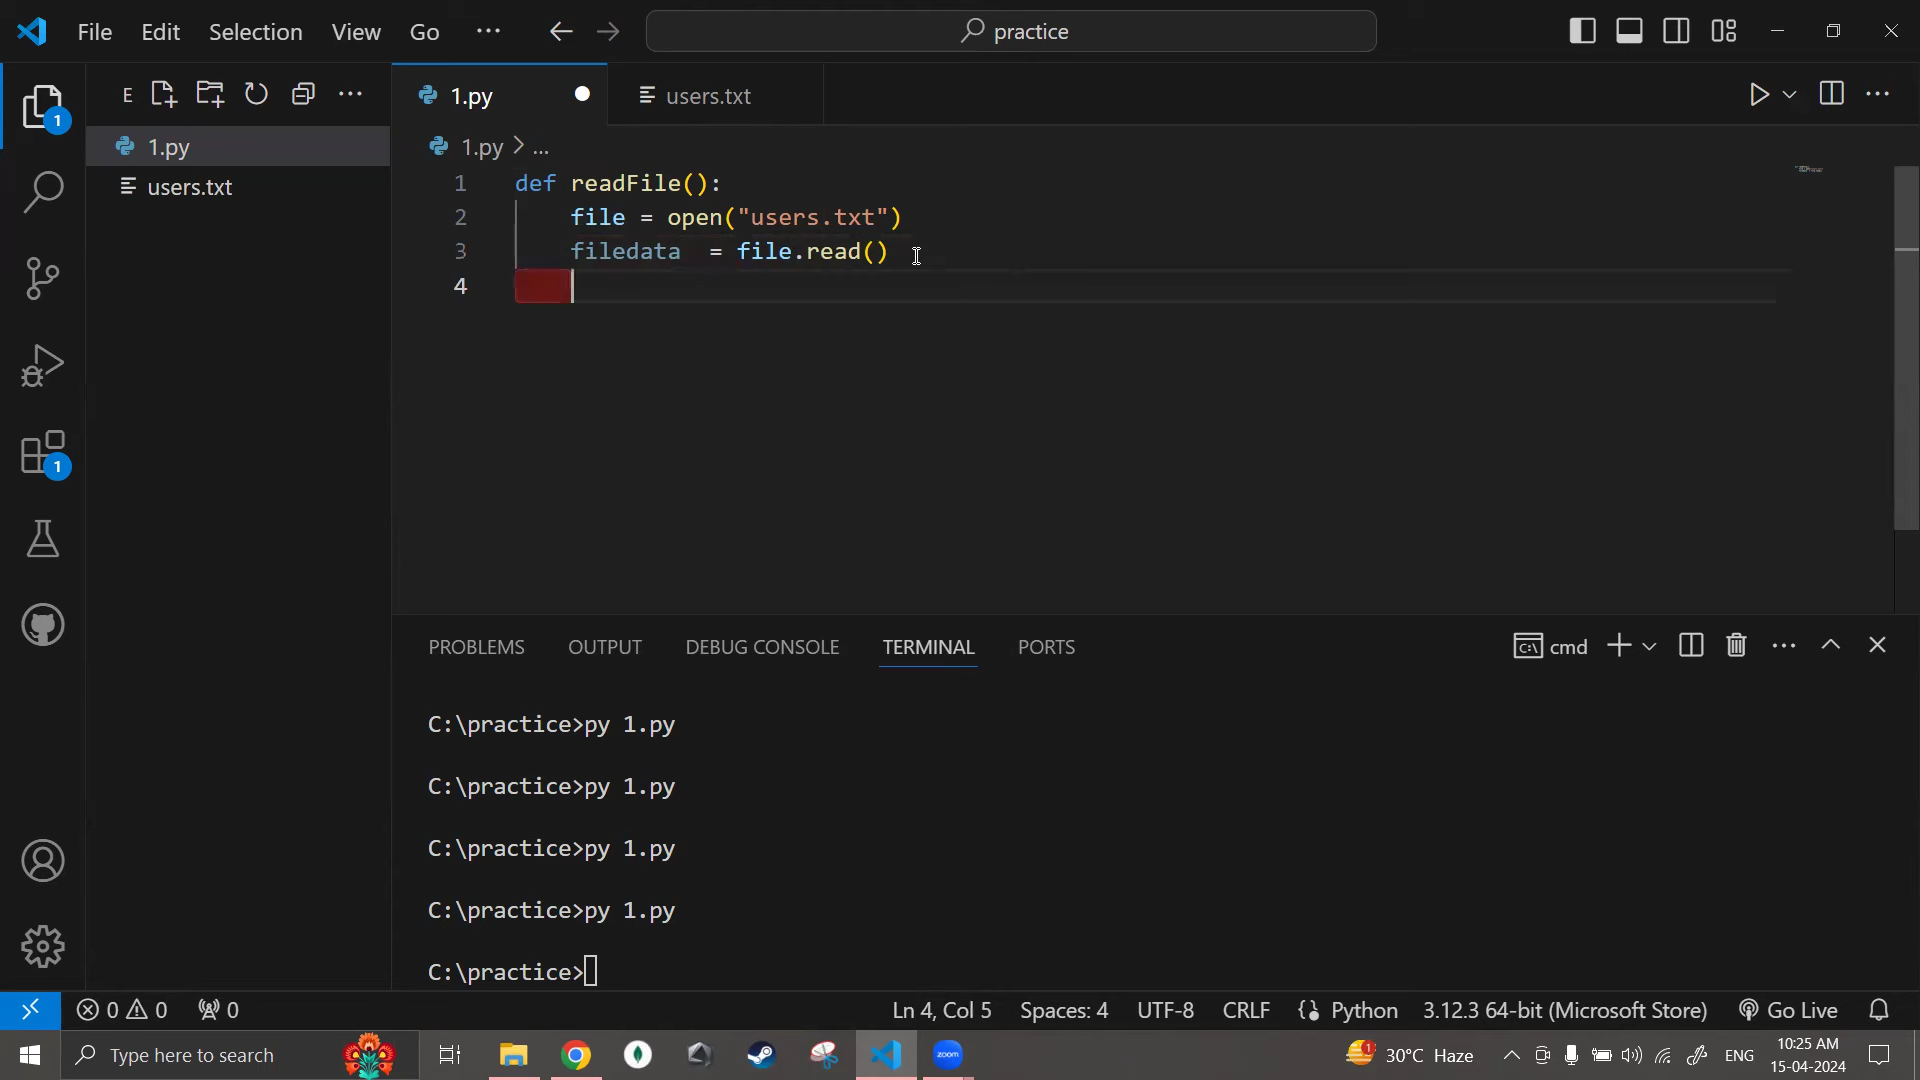 File Edit Selection View Go ··· practice
E
1.py users.txt
1.py
users.txt
1.py > ...
1 def readFile():
2 file = open("users.txt")
3 filedata  = file.read()
4
1
1
PROBLEMS OUTPUT DEBUG CONSOLE TERMINAL PORTS cmd
C:\practice>py 1.py
C:\practice>py 1.py
C:\practice>py 1.py
C:\practice>py 1.py
C:\practice>
0 0 0 Ln 4, Col 5 Spaces: 4 UTF-8 CRLF {} Python 3.12.3 64-bit (Microsoft Store) Go Live
Type here to search zoom 1 30°C Haze ENG 10:25 AM
15-04-2024